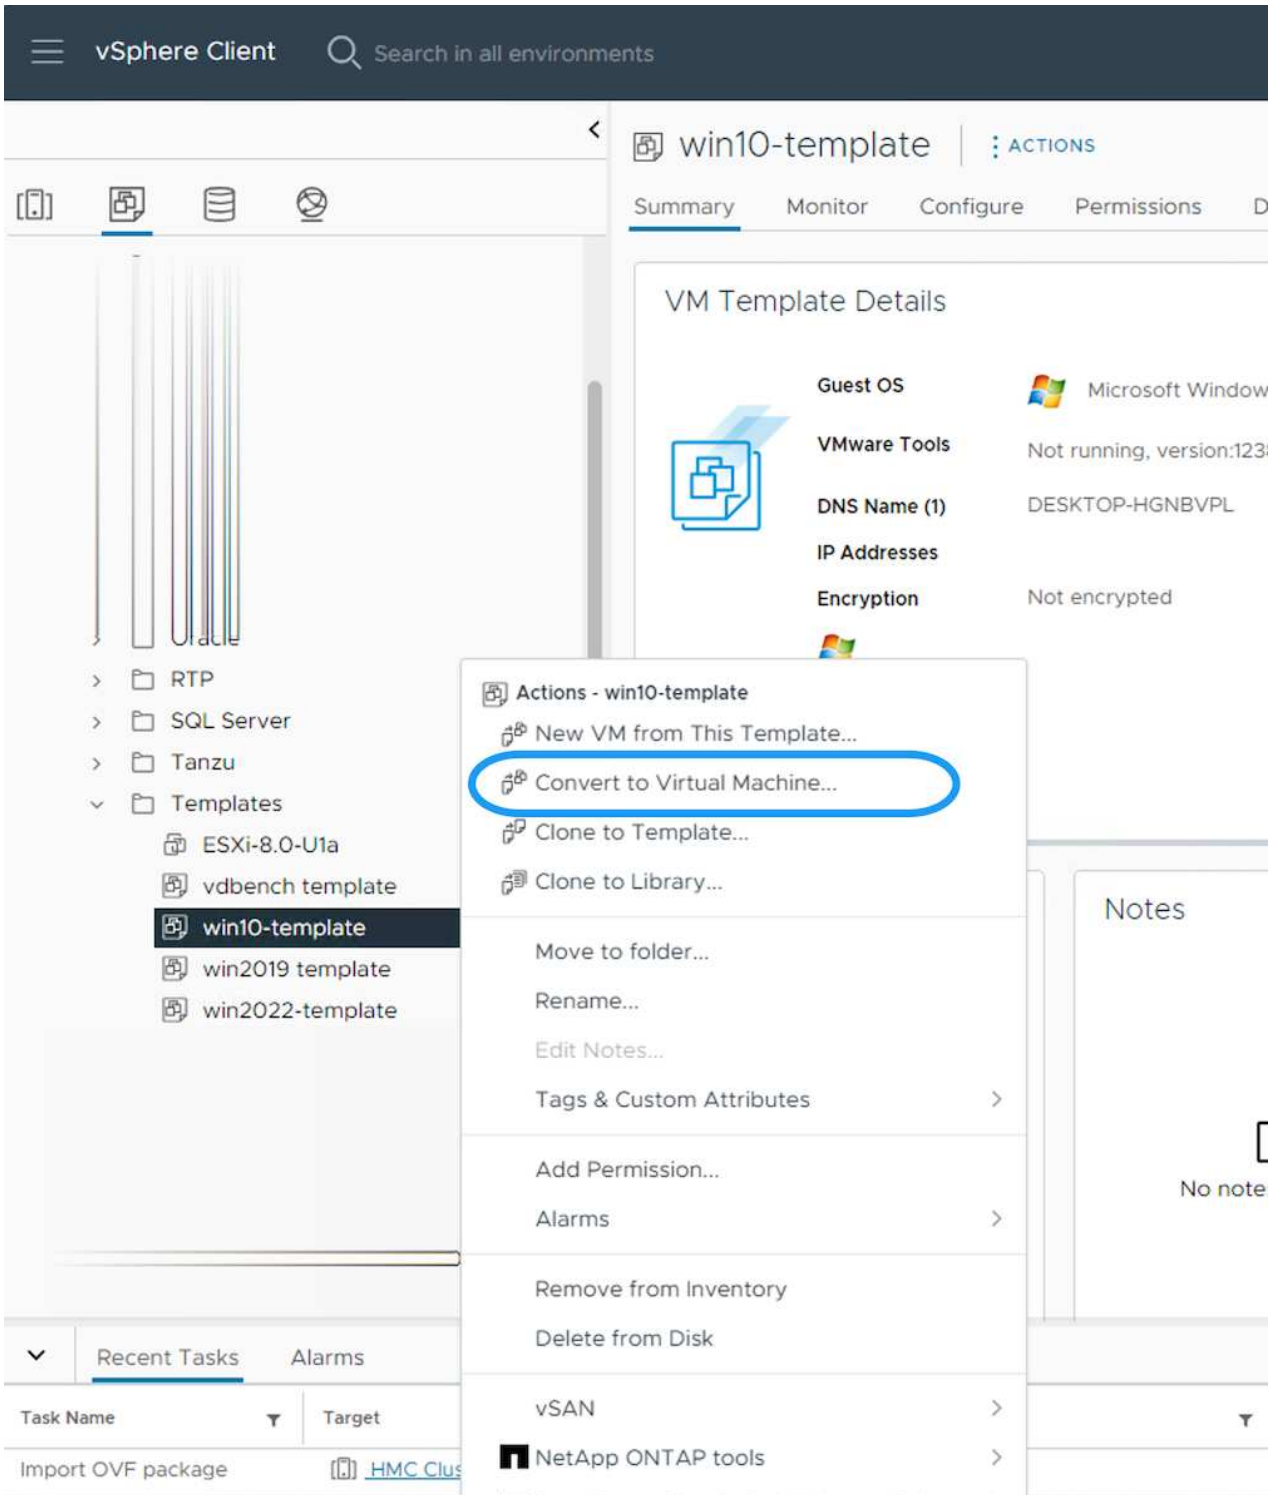 vSphere Client
Search in all environments
win10-template
ACTIONS
Summary Monitor Configure Permissions D
VM Template Details
Guest OS Microsoft Window
VMware Tools Not running, version:123
DNS Name (1) DESKTOP-HGNBVPL
IP Addresses
Encryption Not encrypted
Oracle
RTP
SQL Server
Tanzu
Templates
ESXi-8.0-U1a
vdbench template
win10-template
win2019 template
win2022-template
Actions - win10-template
New VM from This Template...
Convert to Virtual Machine...
Clone to Template...
Clone to Library...
Move to folder...
Rename...
Edit Notes...
Tags & Custom Attributes
Add Permission...
Alarms
Remove from Inventory
Delete from Disk
vSAN
NetApp ONTAP tools
Notes
No note
Recent Tasks Alarms
Task Name Target
Import OVF package HMC Clus